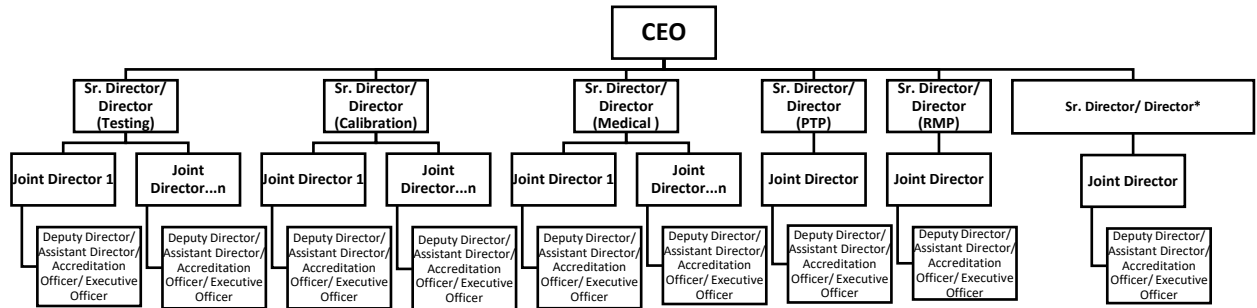 CEO
Sr. Director/
Director
(Testing)
Sr. Director/
Director
(Calibration)
Sr. Director/
Director
(Medical )
Sr. Director/
Director
(PTP)
Sr. Director/
Director
(RMP)
Sr. Director/ Director*
Joint Director 1
Joint
Director...n
Joint Director 1
Joint
Director...n
Joint Director 1
Joint
Director...n
Joint Director
Joint Director
Joint Director
Deputy Director/
Assistant Director/
Accreditation
Officer/ Executive
Officer
Deputy Director/
Assistant Director/
Accreditation
Officer/ Executive
Officer
Deputy Director/
Assistant Director/
Accreditation
Officer/ Executive
Officer
Deputy Director/
Assistant Director/
Accreditation
Officer/ Executive
Officer
Deputy Director/
Assistant Director/
Accreditation
Officer/ Executive
Officer
Deputy Director/
Assistant Director/
Accreditation
Officer/ Executive
Officer
Deputy Director/
Assistant Director/
Accreditation
Officer/ Executive
Officer
Deputy Director/
Assistant Director/
Accreditation
Officer/ Executive
Officer
Deputy Director/
Assistant Director/
Accreditation
Officer/ Executive
Officer